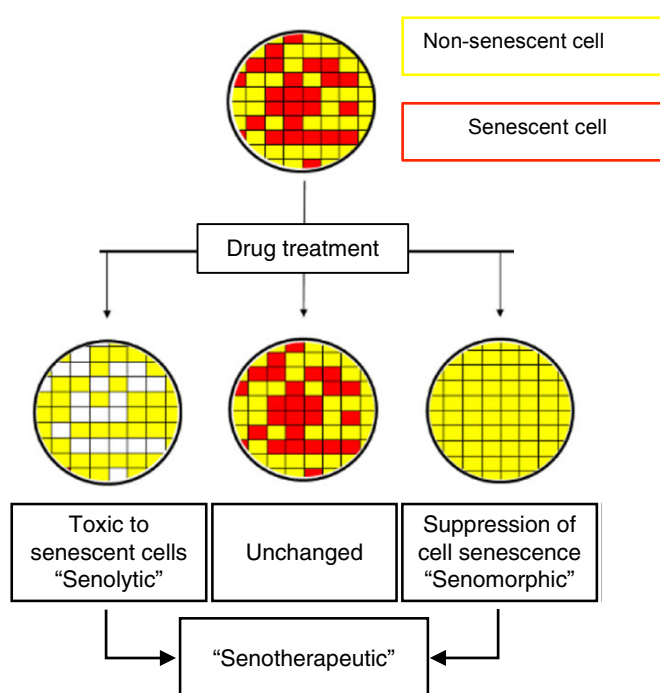 Non-senescent cell
Senescent cell
Drug treatment
Toxic to
senescent cells
“Senolytic”
Unchanged
Suppression of
cell senescence
“Senomorphic”
“Senotherapeutic”